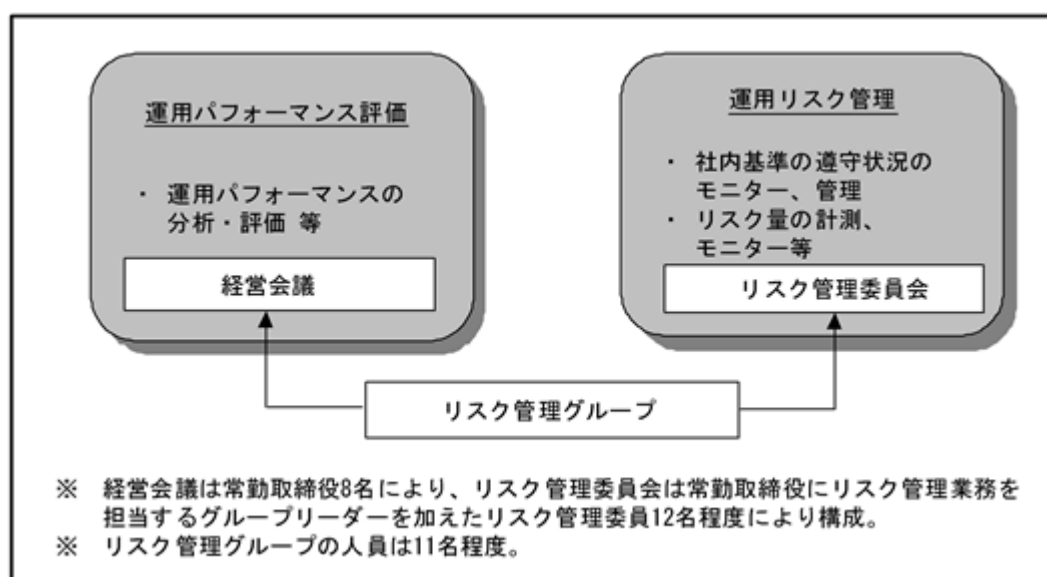 運用パフォーマンス評価
・ 運用パフォーマンスの
分析・評価 等
経営会議
運用リスク管理
・ 社内基準の遵守状況の
モニター、管理
・ リスク量の計測、
モニター等
リスク管理委員会
リスク管理グループ
※ 経営会議は常勤取締役8名により、リスク管理委員会は常勤取締役にリスク管理業務を
担当するグループリーダーを加えたリスク管理委員12名程度により構成。
※ リスク管理グループの人員は11名程度。